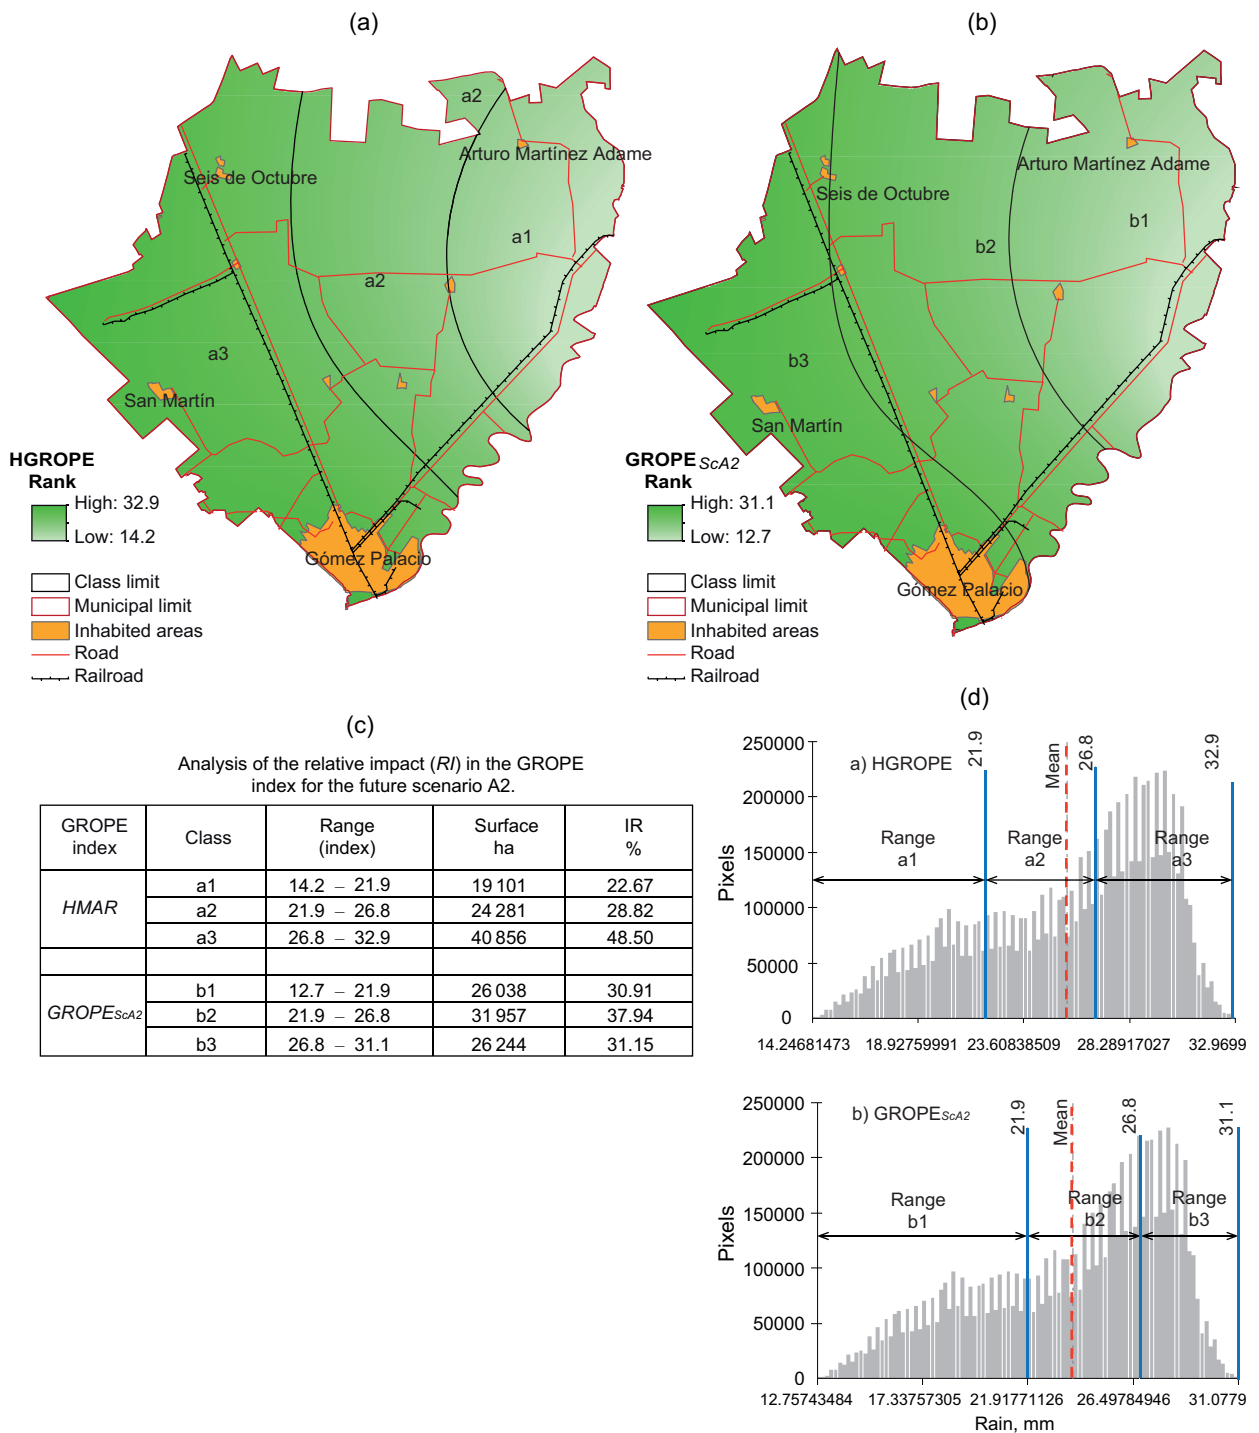 (a)
a2
Arturo Martínez Adame
Seis de Octubre
a1
a2
a3
San Martín
HGROPE
Rank
High: 32.9
Low: 14.2
Gómez Palacio
Class limit
Municipal limit
Inhabited areas
Road
Railroad
(b)
Arturo Martínez Adame
Seis de Octubre
b1
b2
b3
San Martín
GROPE ScA2
Rank
High: 31.1
Low: 12.7
Gómez Palacio
Class limit
Municipal limit
Inhabited areas
Road
Railroad
(c)
Analysis of the relative impact (RI) in the GROPE
index for the future scenario A2.
GROPE index Class Range (index) Surface ha IR %
HMAR
a1 14.2 – 21.9 19 101 22.67
a2 21.9 – 26.8 24 281 28.82
a3 26.8 – 32.9 40 856 48.50
GROPEScA2
b1 12.7 – 21.9 26 038 30.91
b2 21.9 – 26.8 31 957 37.94
b3 26.8 – 31.1 26 244 31.15
(d)
a) HGROPE
21.9
Mean
26.8
32.9
250000
200000
150000
100000
50000
0
Pixels
Range a1
Range a2
Range a3
14.24681473 18.92759991 23.60838509 28.28917027 32.9699
b) GROPEScA2
21.9
Mean
26.8
31.1
250000
200000
150000
100000
50000
0
Pixels
Range b1
Range b2
Range b3
12.75743484 17.33757305 21.91771126 26.49784946 31.0779
Rain, mm